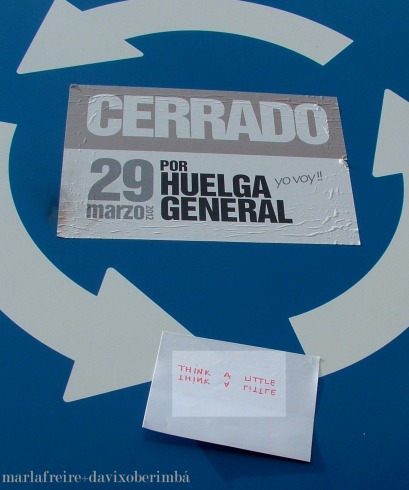 CERRADO
29 marzo 2012
POR
HUELGA
GENERAL
yo voy!!
THINK A LITTLE
THINK A LITTLE
marlafreire+davixoberimbá